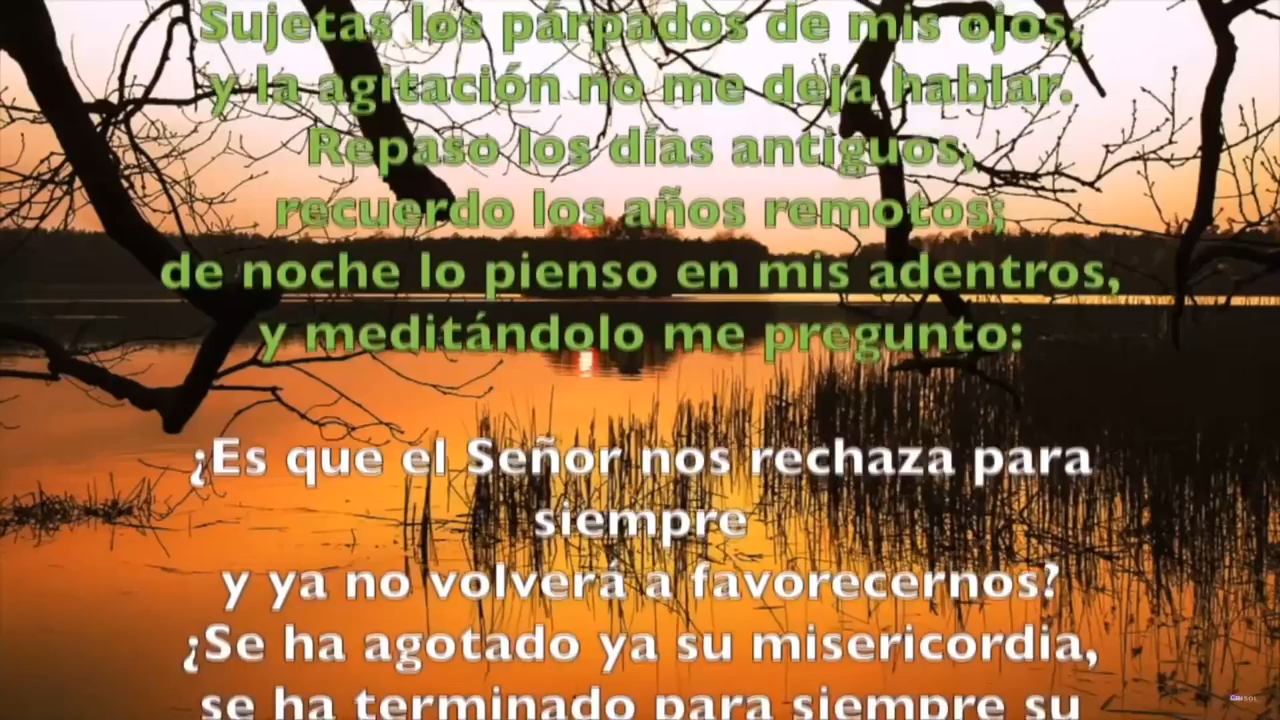 Sujetas los párpados de mis ojos,
y la agitación no me deja hablar.
Repaso los días antiguos,
recuerdo los años remotos;
de noche lo pienso en mis adentros,
y meditándolo me pregunto:
¿Es que el Señor nos rechaza para
siempre
y ya no volverá a favorecernos?
¿Se ha agotado ya su misericordia,
se ha terminado para siempre su